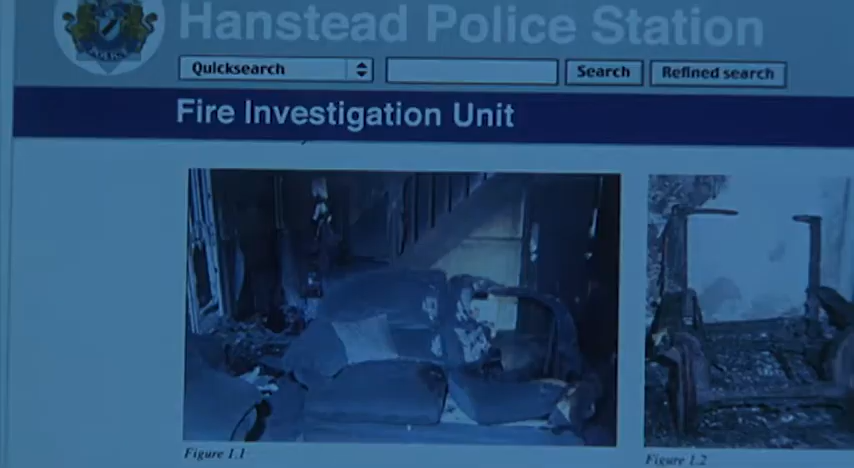 Hanstead Police Station
Quicksearch
Search
Refined search
Fire Investigation Unit
Figure 1.1
Figure 1.2